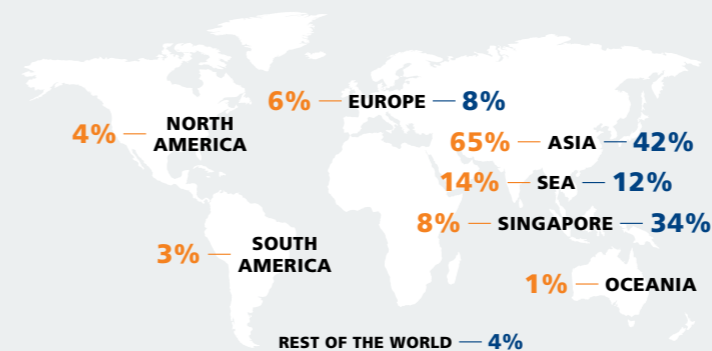 6% EUROPE 8%
4% NORTH
AMERICA
65% ASIA 42%
14% SEA 12%
8% SINGAPORE 34%
3% SOUTH
AMERICA
1% OCEANIA
REST OF THE WORLD 4%